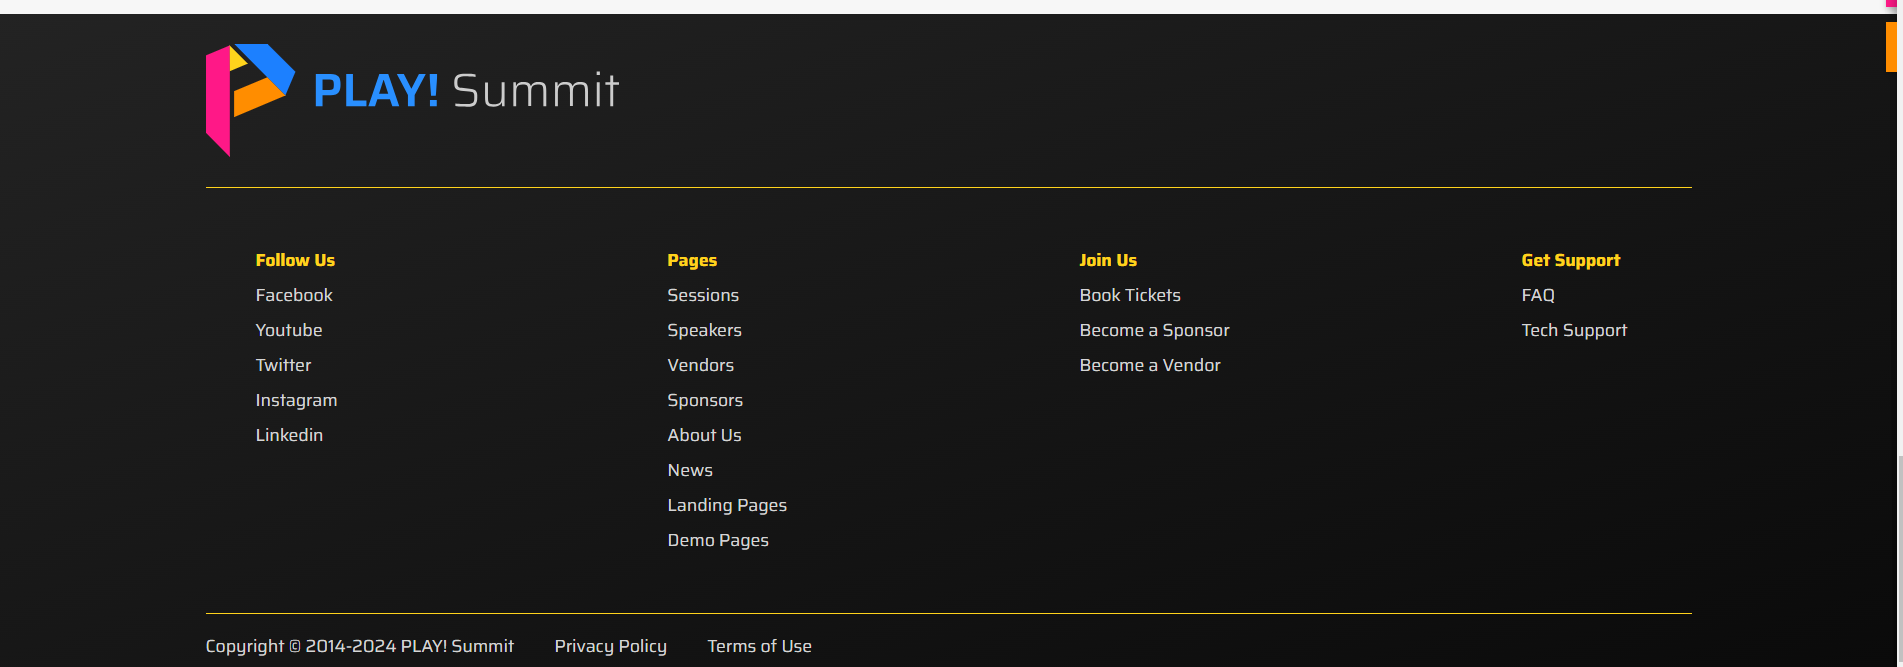 PLAY! Summit
Follow Us
Facebook
Youtube
Twitter
Instagram
Linkedin
Pages
Sessions
Speakers
Vendors
Sponsors
About Us
News
Landing Pages
Demo Pages
Join Us
Book Tickets
Become a Sponsor
Become a Vendor
Get Support
FAQ
Tech Support
Copyright © 2014-2024 PLAY! Summit Privacy Policy Terms of Use